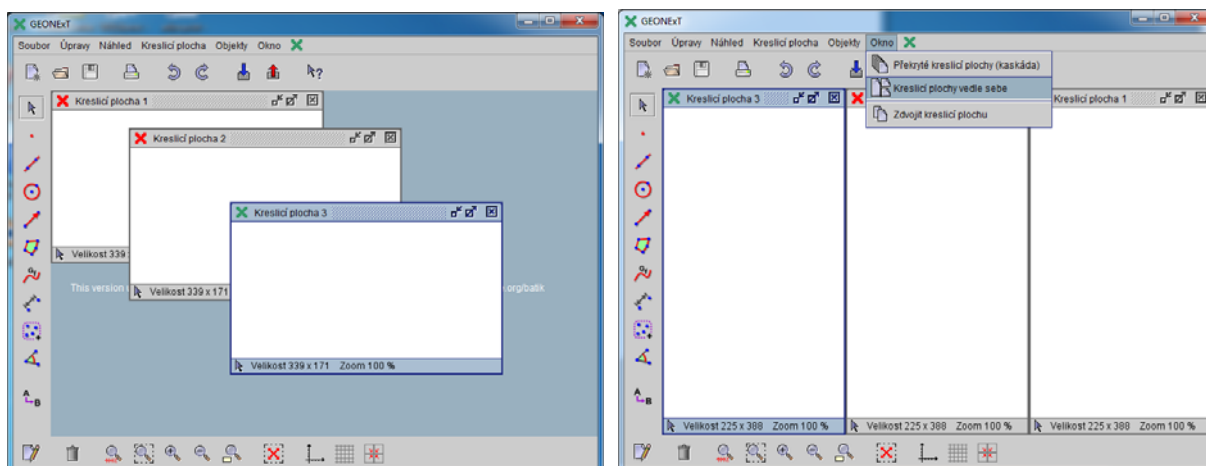 GEONExT
Soubor Úpravy Náhled Kreslicí plocha Objekty Okno
Kreslicí plocha 1
Kreslicí plocha 2
Kreslicí plocha 3
Velikost 339
This version
Velikost 339 x 171
.org/batik
Velikost 339 x 171 Zoom 100 %
A
B
GEONExT
Soubor Úpravy Náhled Kreslicí plocha Objekty Okno
Překryté kreslicí plochy (kaskáda)
Kreslicí plochy vedle sebe
Zdvojit kreslicí plochu
Kreslicí plocha 3
Kreslicí plocha 1
Velikost 225 x 388 Zoom 100 %
Velikost 225 x 388 Zoom 100 %
Velikost 225 x 388 Zoom 100 %
A
B